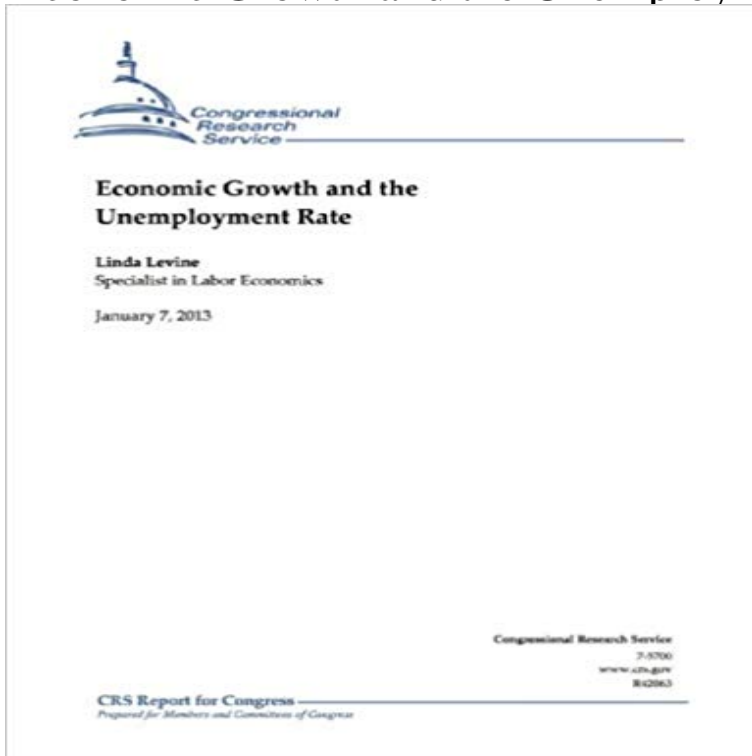 Congressional
Research
Service
Economic Growth and the
Unemployment Rate
Linda Levine
Specialist in Labor Economics
January 7, 2013
Congressional Research Service
7-5700
www.crs.gov
R42063
CRS Report for Congress
Prepared for Members and Committees of Congress